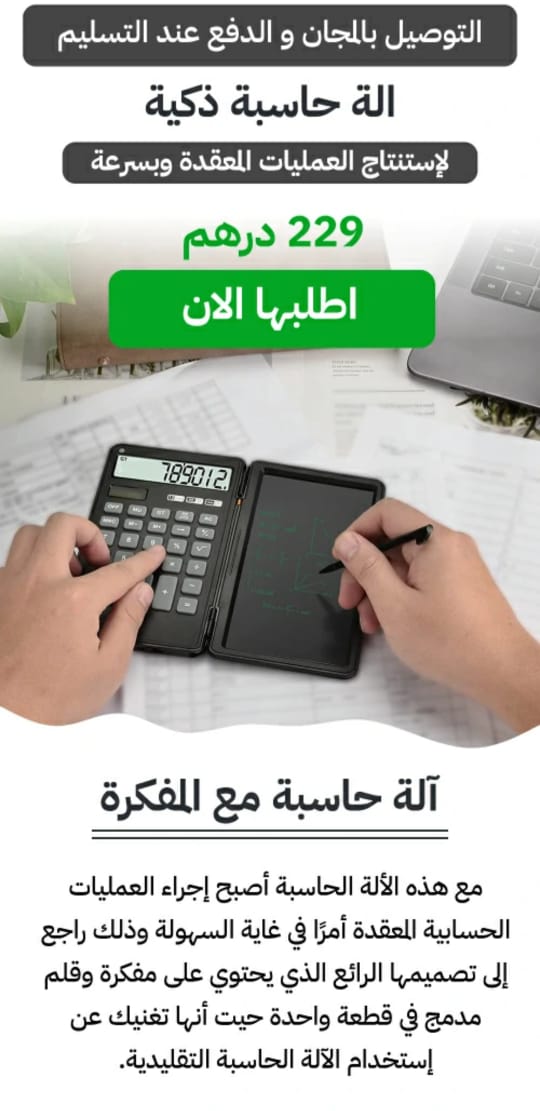 التوصيل بالمجان و الدفع عند التسليم
الة حاسبة ذكية
لإستنتاج العمليات المعقدة وبسرعة
229 درهم
اطلبها الان
789012.
آلة حاسبة مع المفكرة
مع هذه الألة الحاسبة أصبح إجراء العمليات
الحسابية المعقدة أمرًا في غاية السهولة وذلك راجع
إلى تصميمها الرائع الذي يحتوي على مفكرة وقلم
مدمج في قطعة واحدة حيت أنها تغنيك عن
إستخدام الآلة الحاسبة التقليدية.